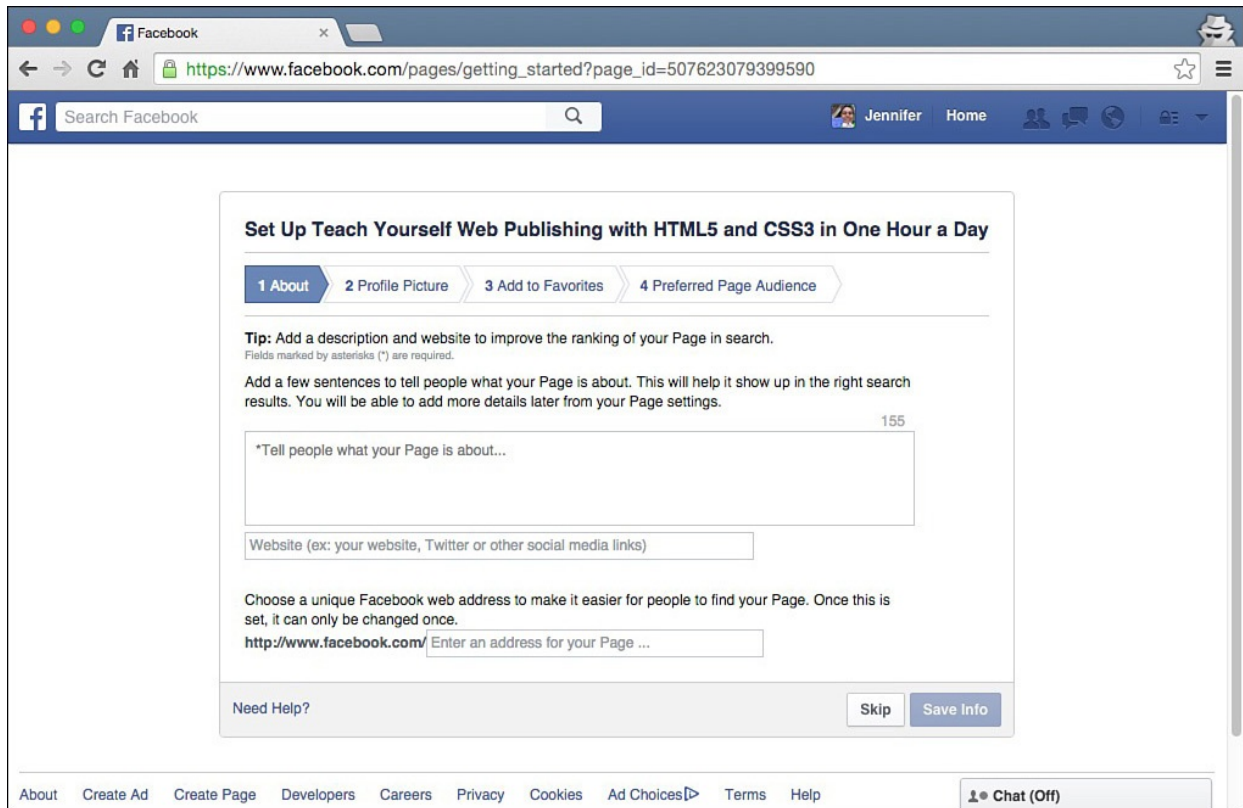 Facebook
https://www.facebook.com/pages/getting_started?page_id=507623079399590
Search Facebook
Jennifer Home
Set Up Teach Yourself Web Publishing with HTML5 and CSS3 in One Hour a Day
1 About 2 Profile Picture 3 Add to Favorites 4 Preferred Page Audience
Tip: Add a description and website to improve the ranking of your Page in search.
Fields marked by asterisks (*) are required.
Add a few sentences to tell people what your Page is about. This will help it show up in the right search
results. You will be able to add more details later from your Page settings.
155
*Tell people what your Page is about...
Website (ex: your website, Twitter or other social media links)
Choose a unique Facebook web address to make it easier for people to find your Page. Once this is
set, it can only be changed once.
http://www.facebook.com/ Enter an address for your Page ...
Need Help? Skip Save Info
About Create Ad Create Page Developers Careers Privacy Cookies Ad Choices Terms Help Chat (Off)